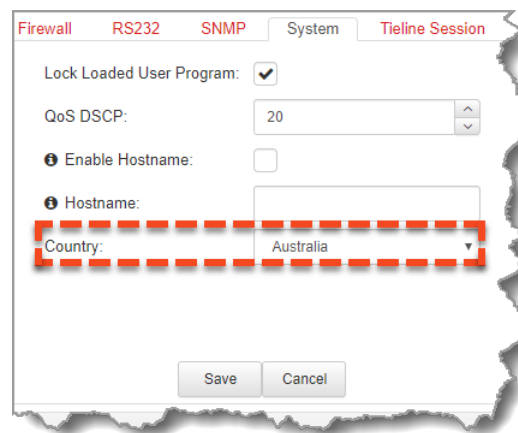 Firewall RS232 SNMP System Tieline Session
Lock Loaded User Program:
QoS DSCP: 20
Enable Hostname:
Hostname:
Country: Australia
Save Cancel